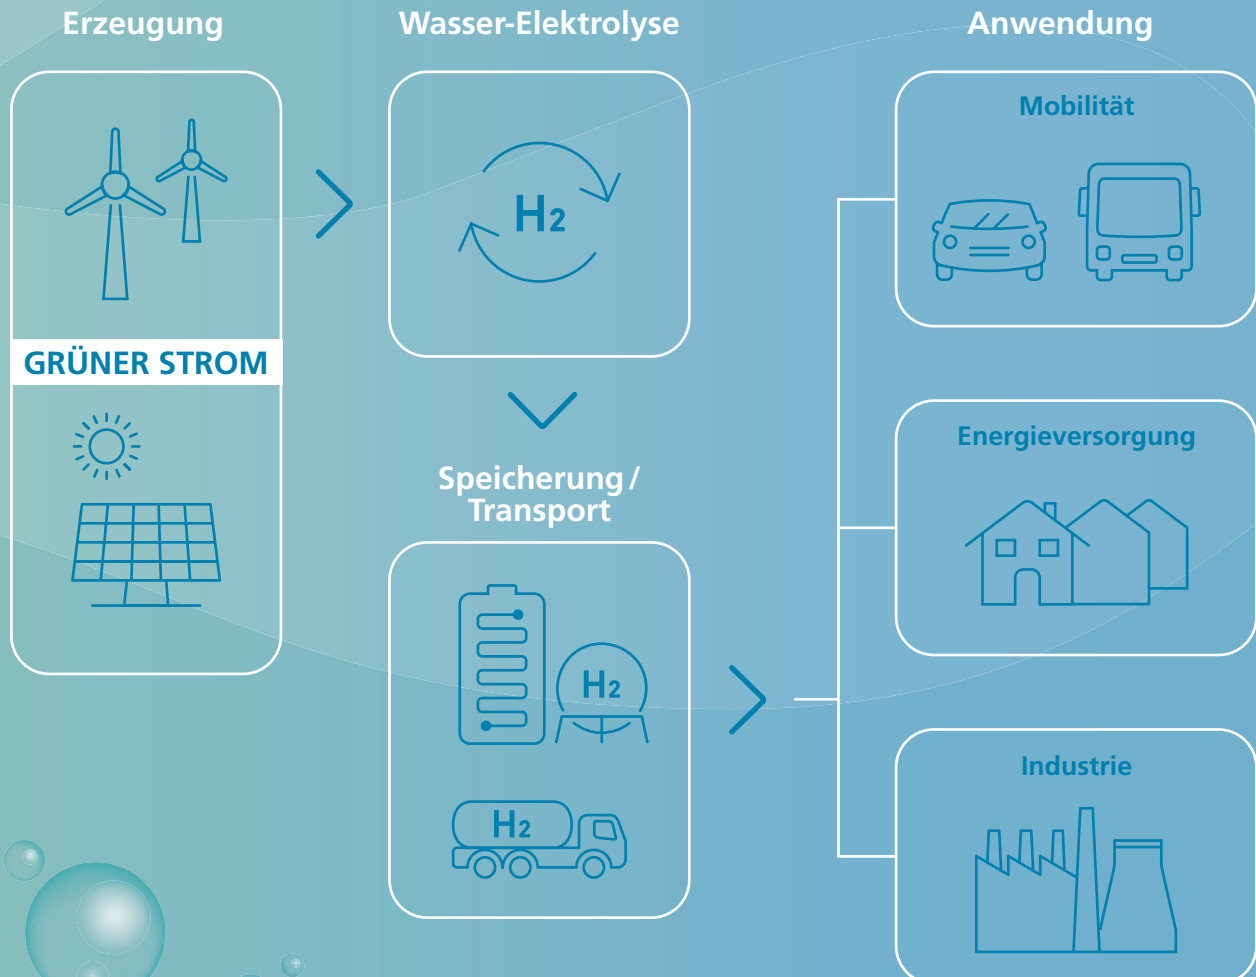 Erzeugung
GRÜNER STROM
Wasser-Elektrolyse
H2
Speicherung /
Transport
H2
H2
Anwendung
Mobilität
Energieversorgung
Industrie